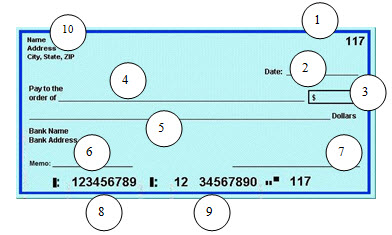 1
10
Name
117
Address
City, State, ZIP
2
Date:
4
3
Pay to the
order of
$
5
Dollars
Bank Name
Bank Address
6
7
Memo:
⑆ 123456789 ⑆ 12 34567890 ⑈ 117
8
9